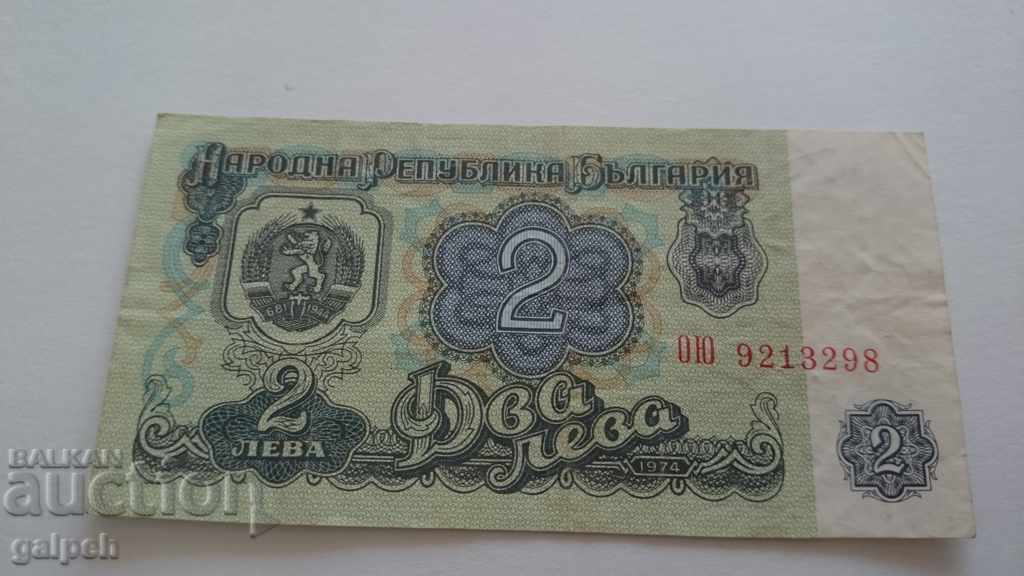 НАРОДНА РЕПУБЛИКА БЪЛГАРИЯ
2
ОЮ 9213298
2
ЛЕВА
Два
лева
1974
2
BALKAN
auction
galpeh